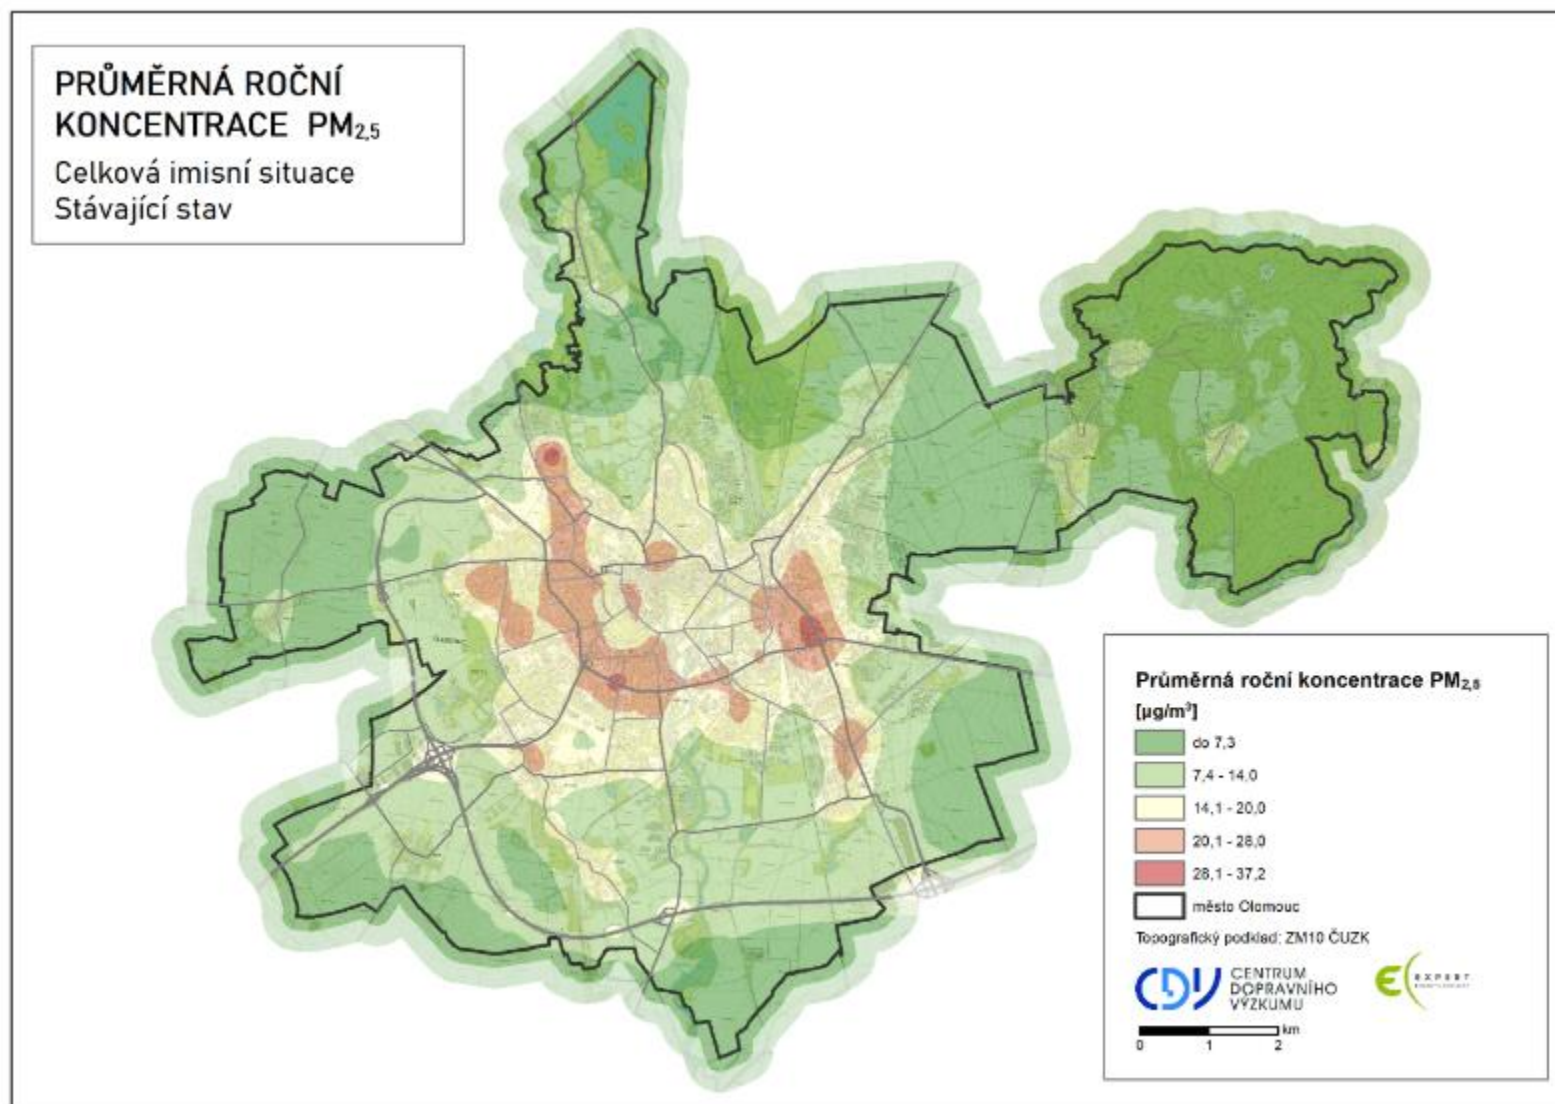 PRŮMĚRNÁ ROČNÍ
KONCENTRACE PM2,5
Celková imisní situace
Stávající stav
OLOMOUC
Průměrná roční koncentrace PM2,5
[µg/m³]
do 7,3
7,4 - 14,0
14,1 - 20,0
20,1 - 28,0
28,1 - 37,2
město Olomouc
Topografický podklad: ZM10 ČUZK
CDV CENTRUM
DOPRAVNÍHO
VÝZKUMU
EXPERT
km
0 1 2